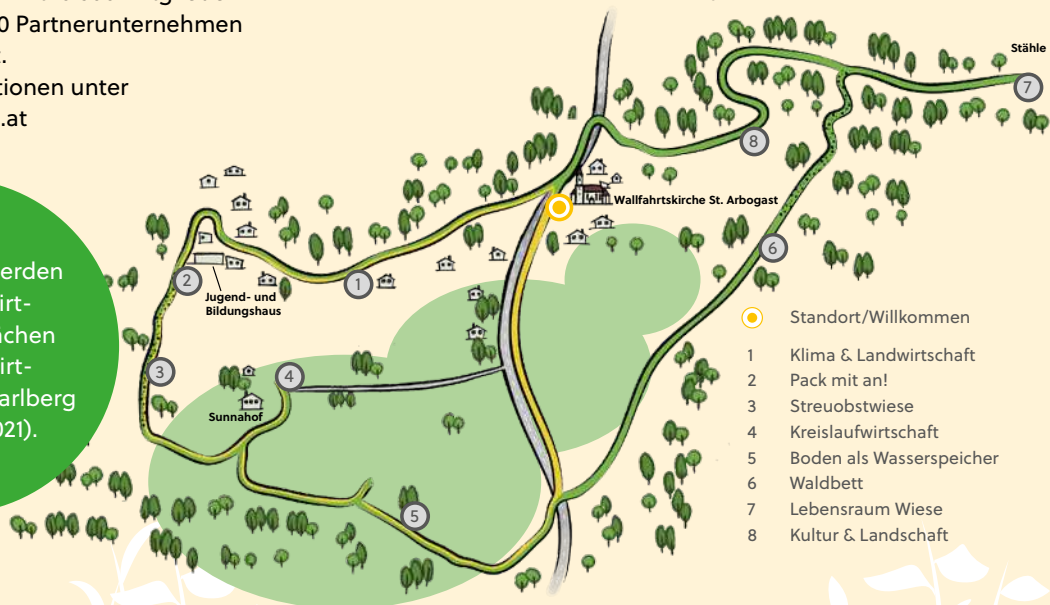 0 Partnerunternehmen
tionen unter
.at
erden
irt-
chen
irt-
arlberg
021).
Stähle
7
8
Wallfahrtskirche St. Arbogast
6
2
1
Jugend- und
Bildungshaus
3
4
Sunnahof
5
Standort/Willkommen
1 Klima & Landwirtschaft
2 Pack mit an!
3 Streuobstwiese
4 Kreislaufwirtschaft
5 Boden als Wasserspeicher
6 Waldbett
7 Lebensraum Wiese
8 Kultur & Landschaft